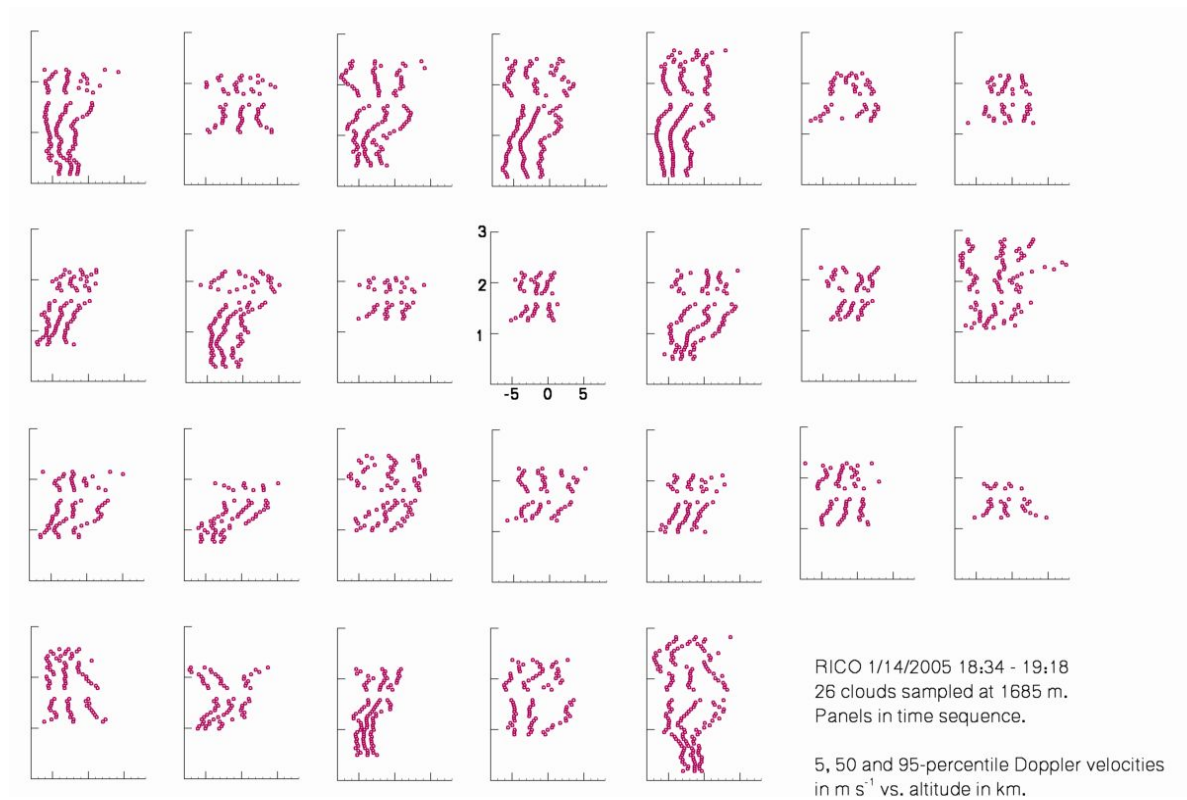 3
2
1
-5 0 5
RICO 1/14/2005 18:34 - 19:18
26 clouds sampled at 1685 m.
Panels in time sequence.
5, 50 and 95-percentile Doppler velocities
in m s⁻¹ vs. altitude in km.